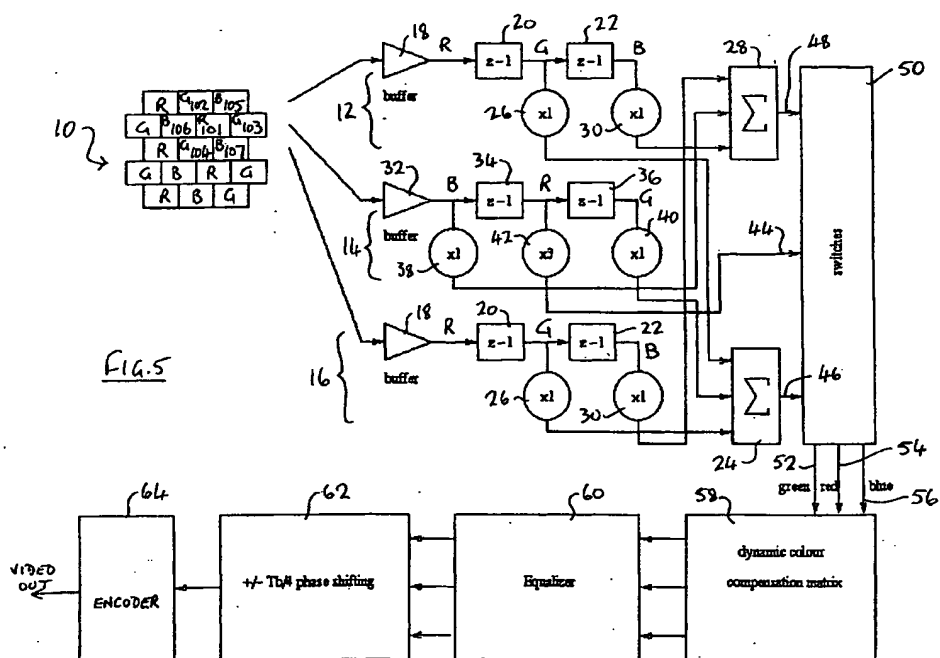 18
20
22
R
z-1
G
z-1
B
28
48
50
buffer
12
26
x1
30
x1
Σ
R G102 B105
10
G B106 R101 G103
R G104 B107
G B R G
R B G
32
34
36
B
z-1
R
z-1
G
buffer
14
38
x1
42
x3
x1
40
44
switches
18
20
22
R
z-1
G
z-1
B
FIG.5
16
buffer
26
x1
30
x1
Σ
46
24
52
54
green red blue
56
64
62
60
58
VIDEO OUT
ENCODER
+/- Tb/4 phase shifting
Equalizer
dynamic colour
compensation matrix